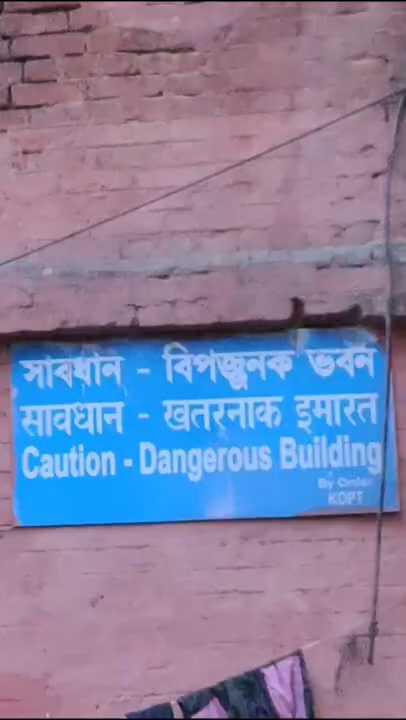 সাবধান - বিপজ্জনক ভবন
सावधान - खतरनाक इमारत
Caution - Dangerous Building
By Order
KOPT